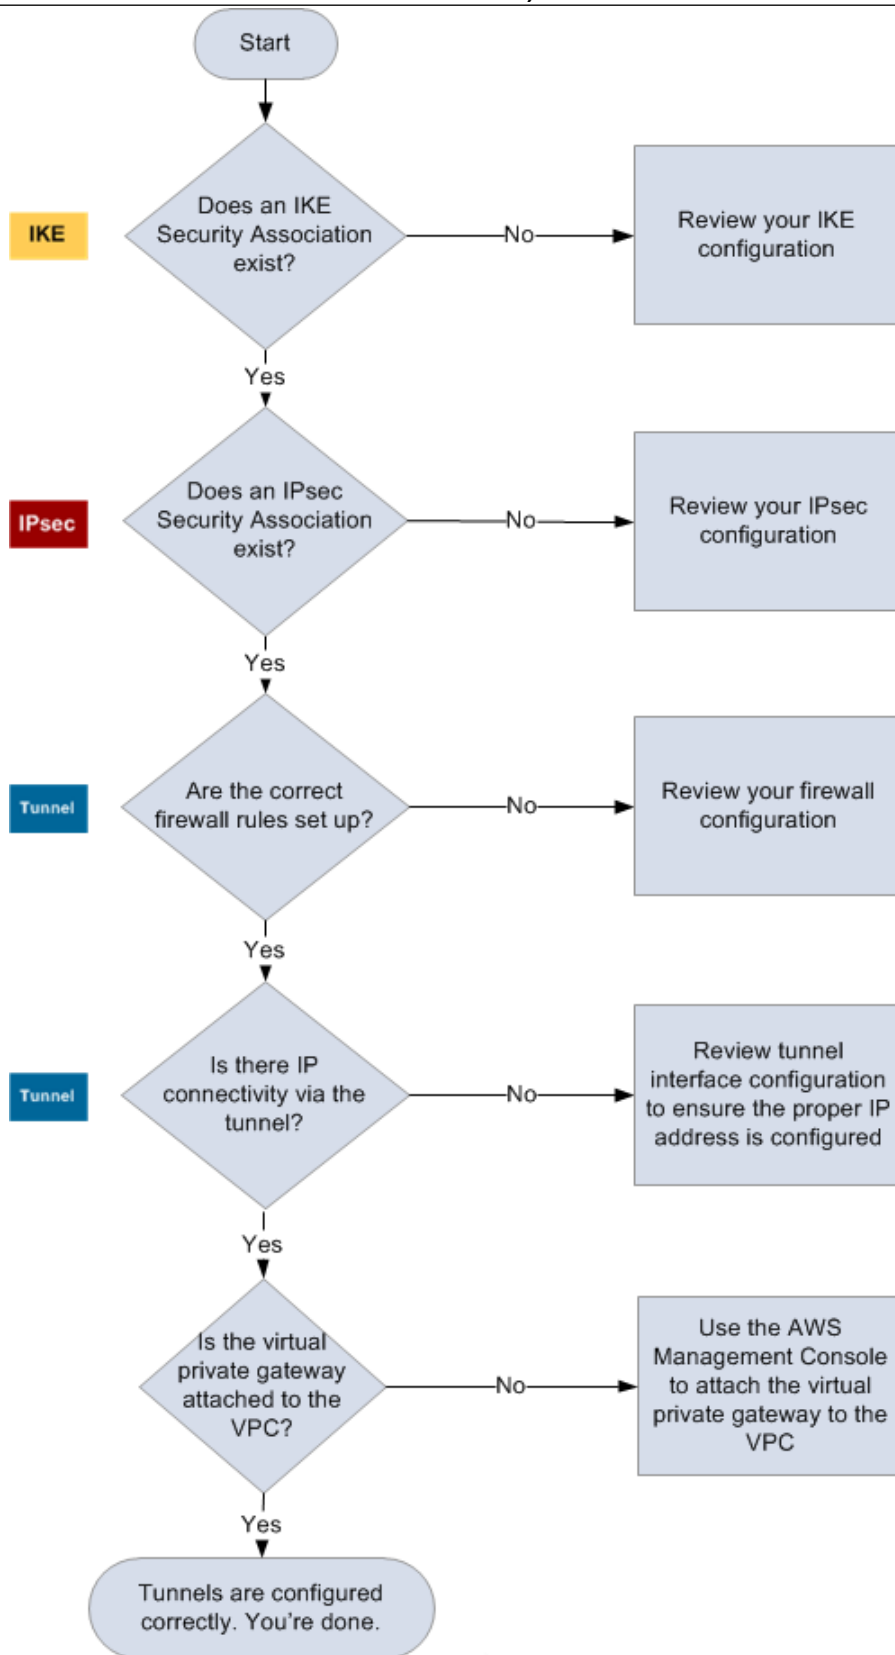 Start
IKE
Does an IKE
Security Association
exist?
No
Review your IKE
configuration
Yes
IPsec
Does an IPsec
Security Association
exist?
No
Review your IPsec
configuration
Yes
Tunnel
Are the correct
firewall rules set up?
No
Review your firewall
configuration
Yes
Tunnel
Is there IP
connectivity via the
tunnel?
No
Review tunnel
interface configuration
to ensure the proper IP
address is configured
Yes
Is the virtual
private gateway
attached to the
VPC?
No
Use the AWS
Management Console
to attach the virtual
private gateway to the
VPC
Yes
Tunnels are configured
correctly. You're done.